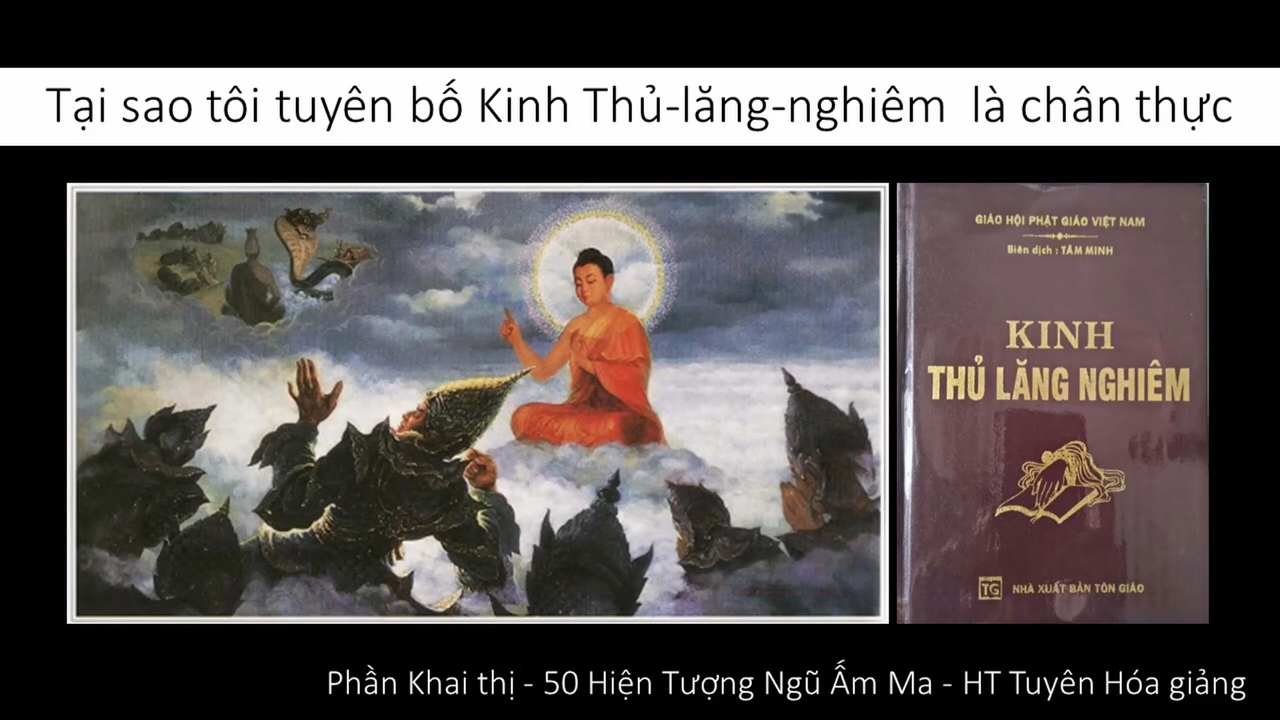 Tại sao tôi tuyên bố Kinh Thủ-lăng-nghiêm là chân thực
GIÁO HỘI PHẬT GIÁO VIỆT NAM
Biên dịch : TÂM MINH
KINH
THỦ LĂNG NGHIÊM
TG NHÀ XUẤT BẢN TÔN GIÁO
Phần Khai thị - 50 Hiện Tượng Ngũ Ấm Ma - HT Tuyên Hóa giảng